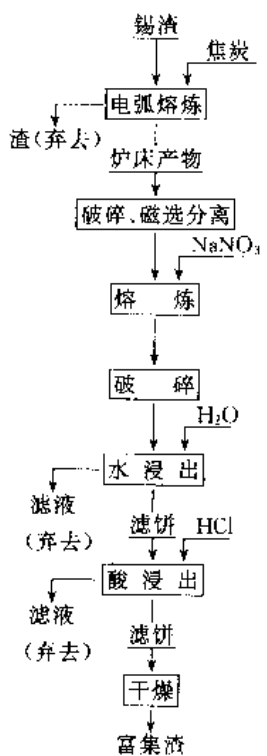 锡渣
焦炭
电弧熔炼
渣(弃去)
炉床产物
破碎、磁选分离
NaNO₃
熔炼
破碎
H₂O
水浸出
滤液
(弃去)
滤饼
HCl
酸浸出
滤液
(弃去)
滤饼
干燥
富集渣